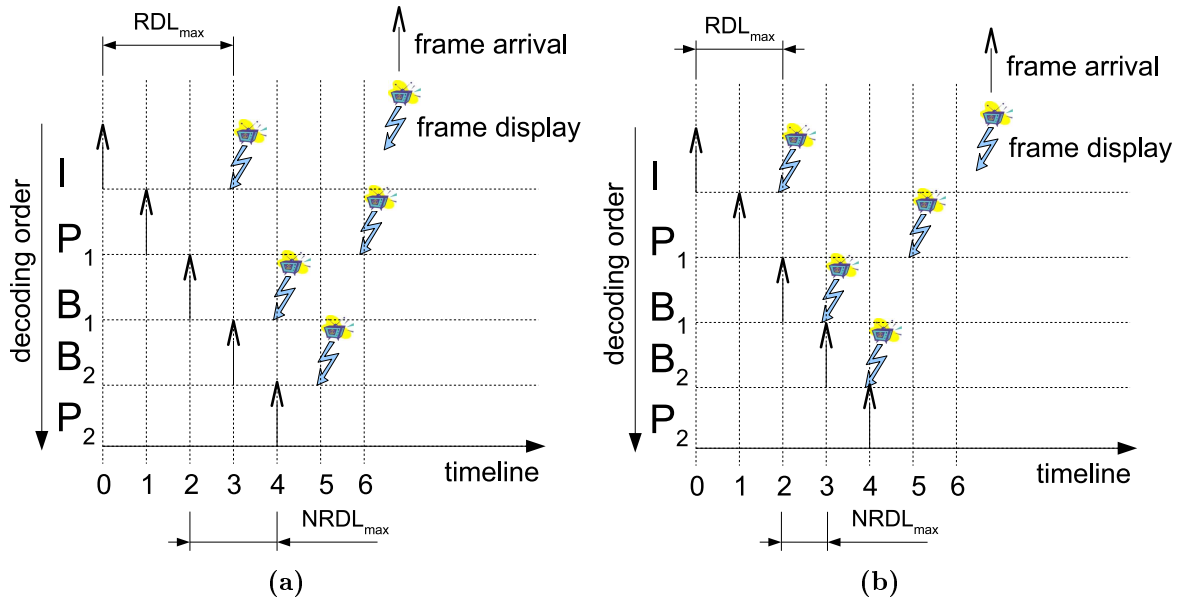 RDLmax
frame arrival
frame display
decoding order
I
P1
B1
B2
P2
0 1 2 3 4 5 6
timeline
NRDLmax
(a)
RDLmax
frame arrival
frame display
decoding order
I
P1
B1
B2
P2
0 1 2 3 4 5 6
timeline
NRDLmax
(b)